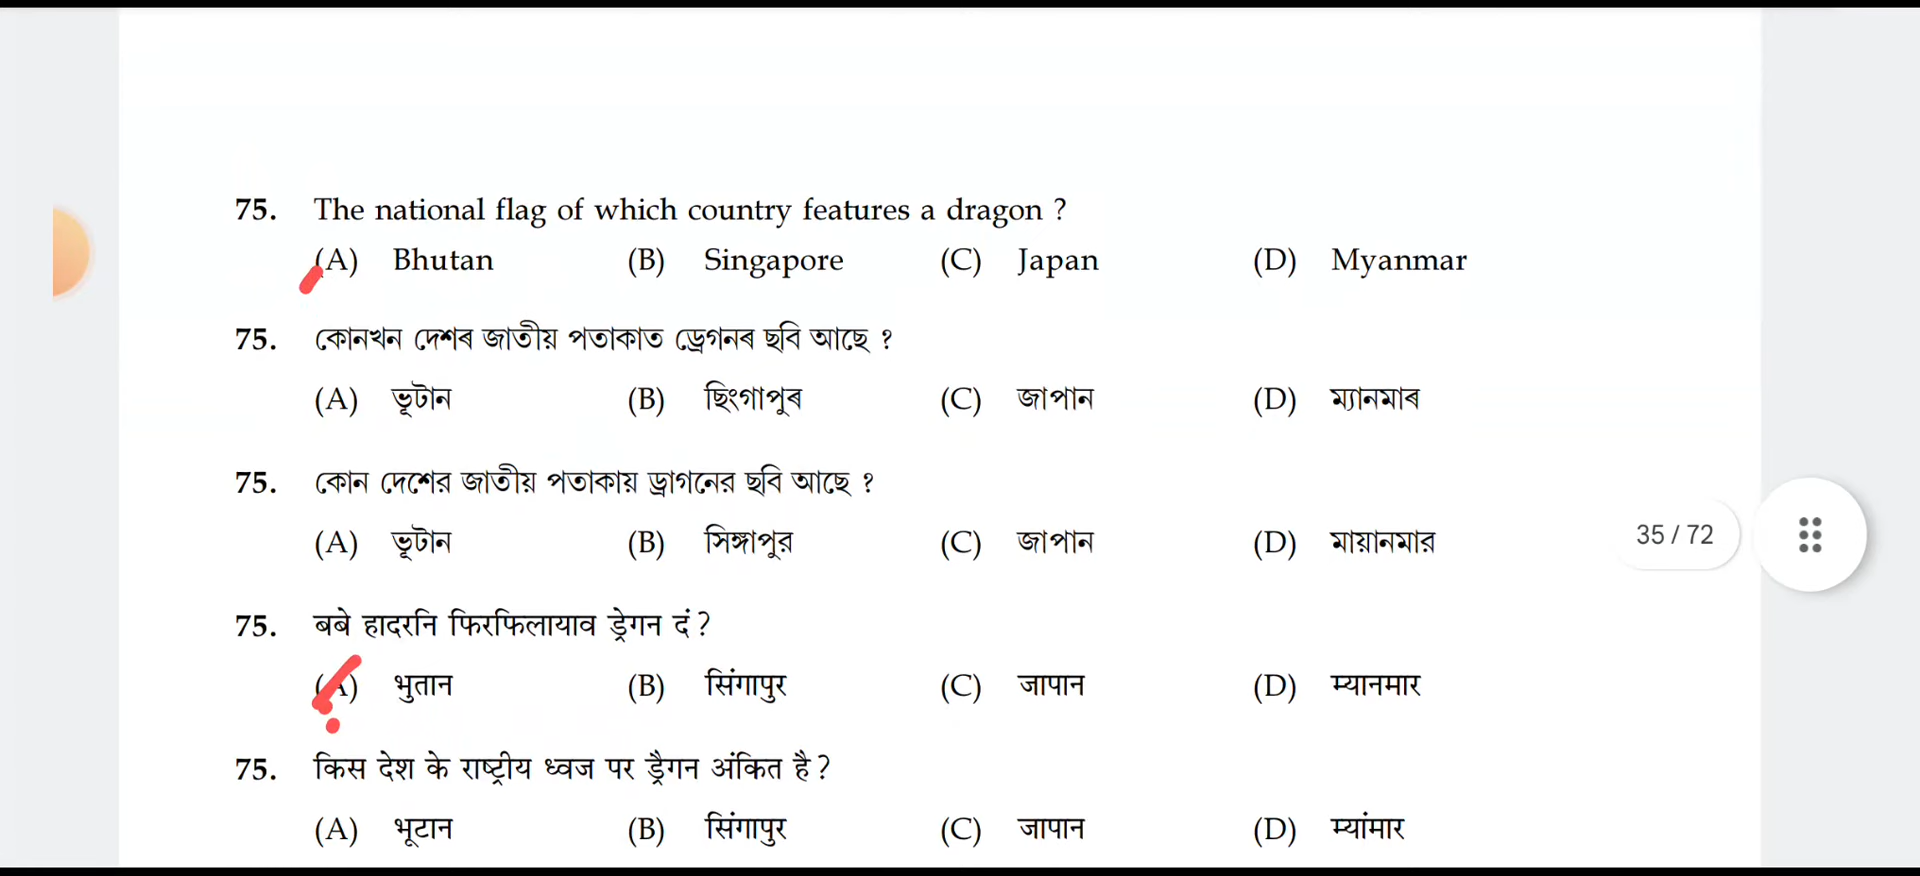 75. The national flag of which country features a dragon ?
(A) Bhutan (B) Singapore (C) Japan (D) Myanmar
75. কোনখন দেশৰ জাতীয় পতাকাত ড্ৰেগনৰ ছবি আছে ?
(A) ভূটান (B) ছিংগাপুৰ (C) জাপান (D) ম্যানমাৰ
75. কোন দেশের জাতীয় পতাকায় ড্রাগনের ছবি আছে ?
(A) ভূটান (B) সিঙ্গাপুর (C) জাপান (D) মায়ানমার
35 / 72
75. बबे हादरनि फिरफिलायाव ड्रेगन दं ?
(A) भुतान (B) सिंगापुर (C) जापान (D) म्यानमार
75. किस देश के राष्ट्रीय ध्वज पर ड्रैगन अंकित है ?
(A) भूटान (B) सिंगापुर (C) जापान (D) म्यांमार